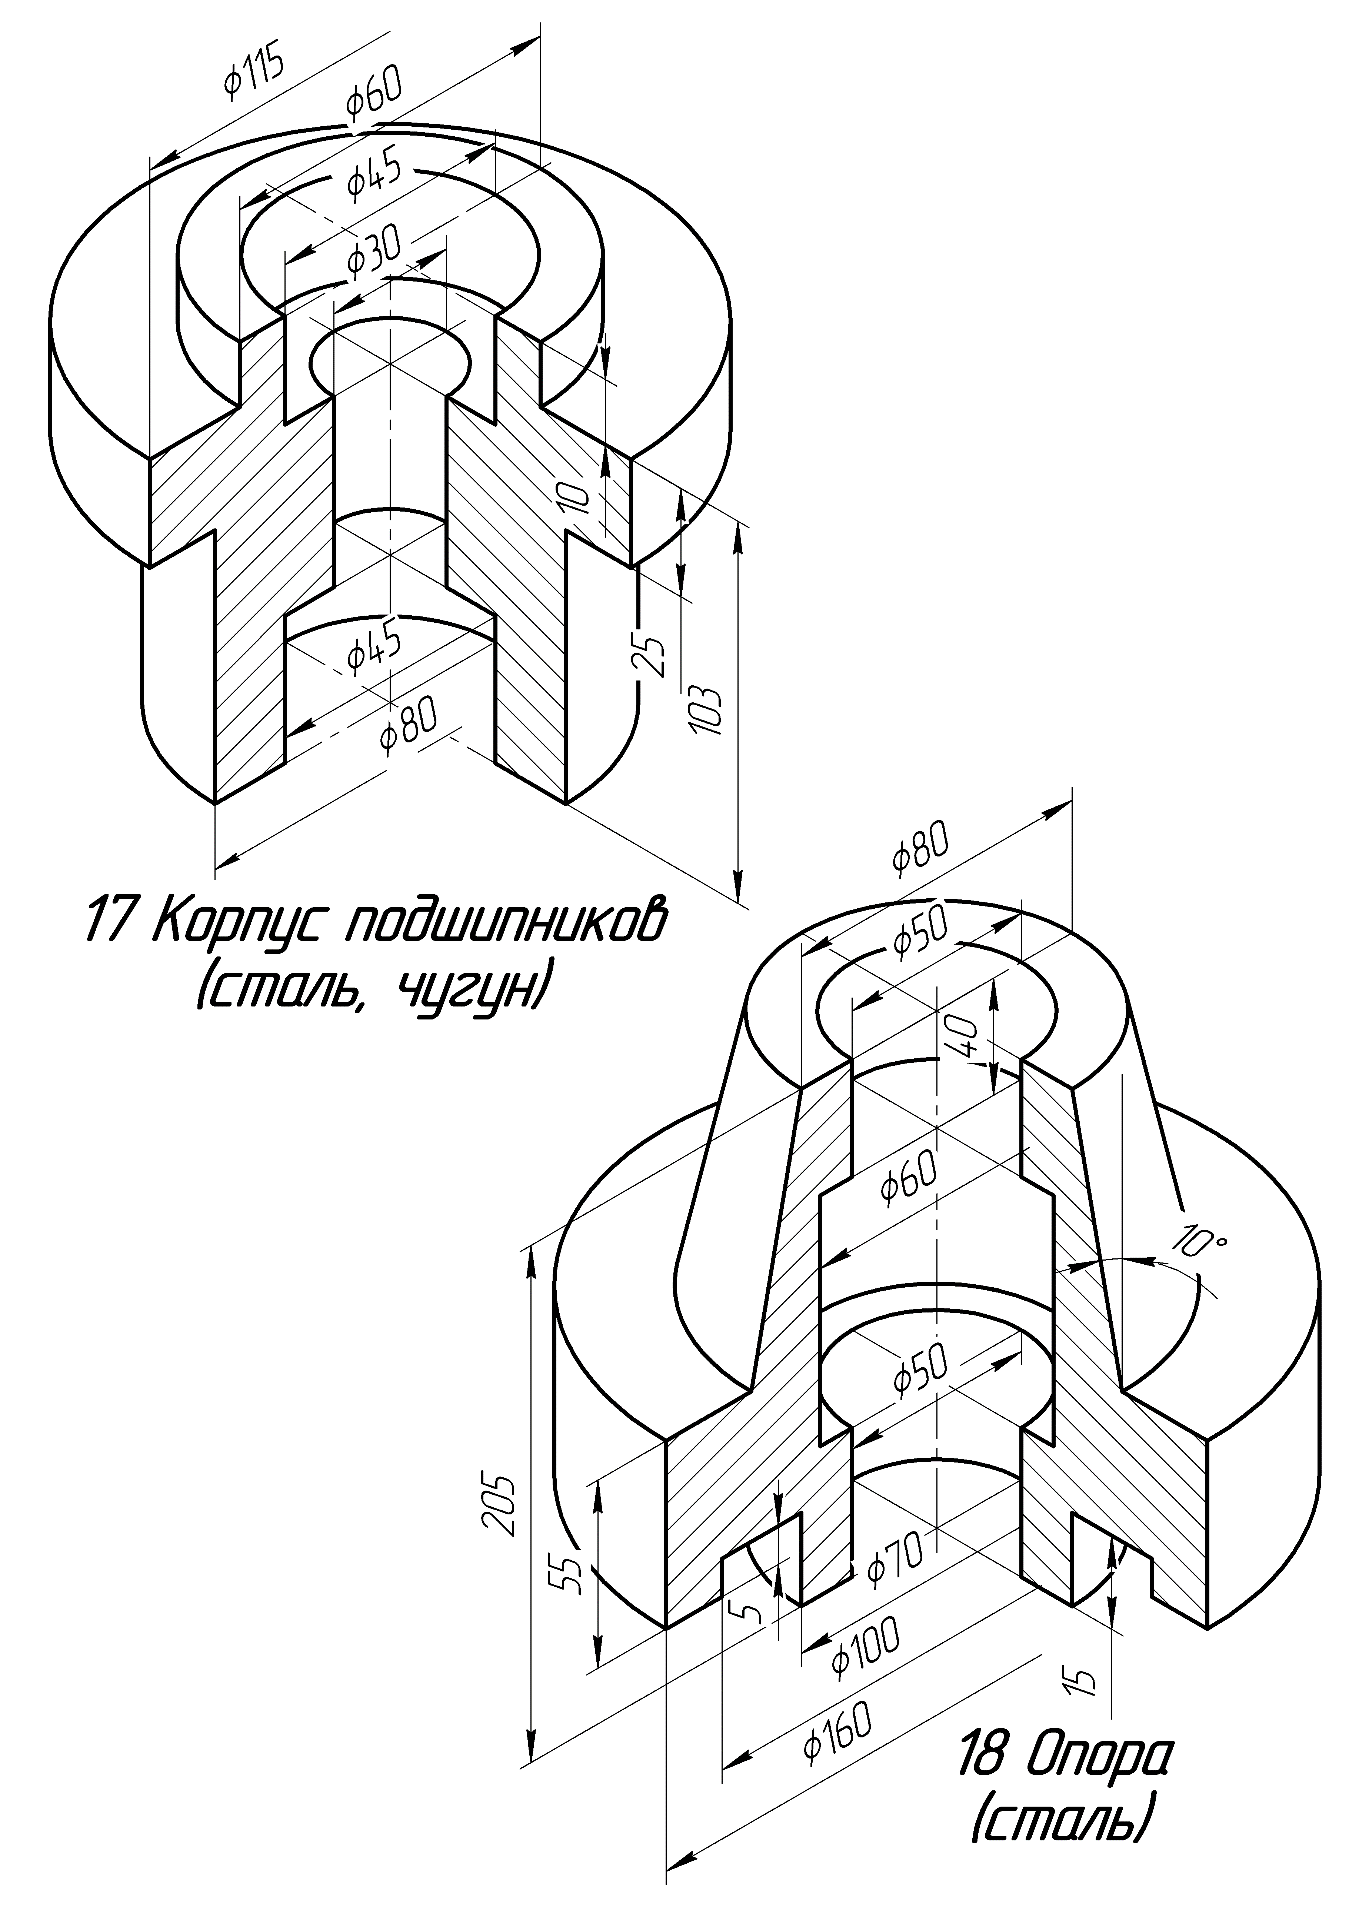 ϕ115
ϕ60
ϕ45
ϕ30
10
25
103
ϕ45
ϕ80
17 Корпус подшипников
(сталь, чугун)
ϕ80
ϕ50
40
ϕ60
10°
ϕ50
205
55
5
ϕ70
ϕ100
ϕ160
15
18 Опора
(сталь)